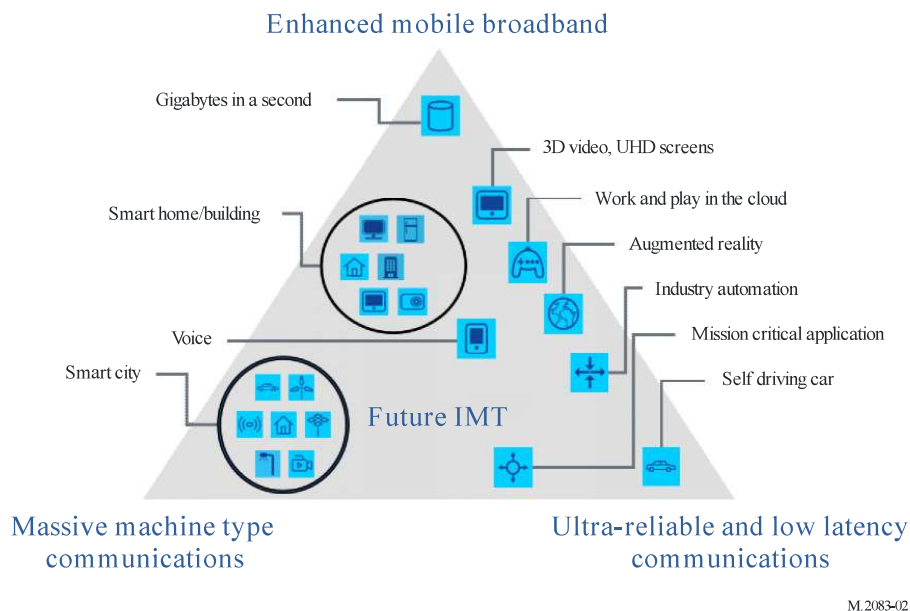 Enhanced mobile broadband
Gigabytes in a second
3D video, UHD screens
Work and play in the cloud
Smart home/building
Augmented reality
Industry automation
Mission critical application
Voice
Smart city
Self driving car
Future IMT
Massive machine type
communications
Ultra-reliable and low latency
communications
M.2083-02